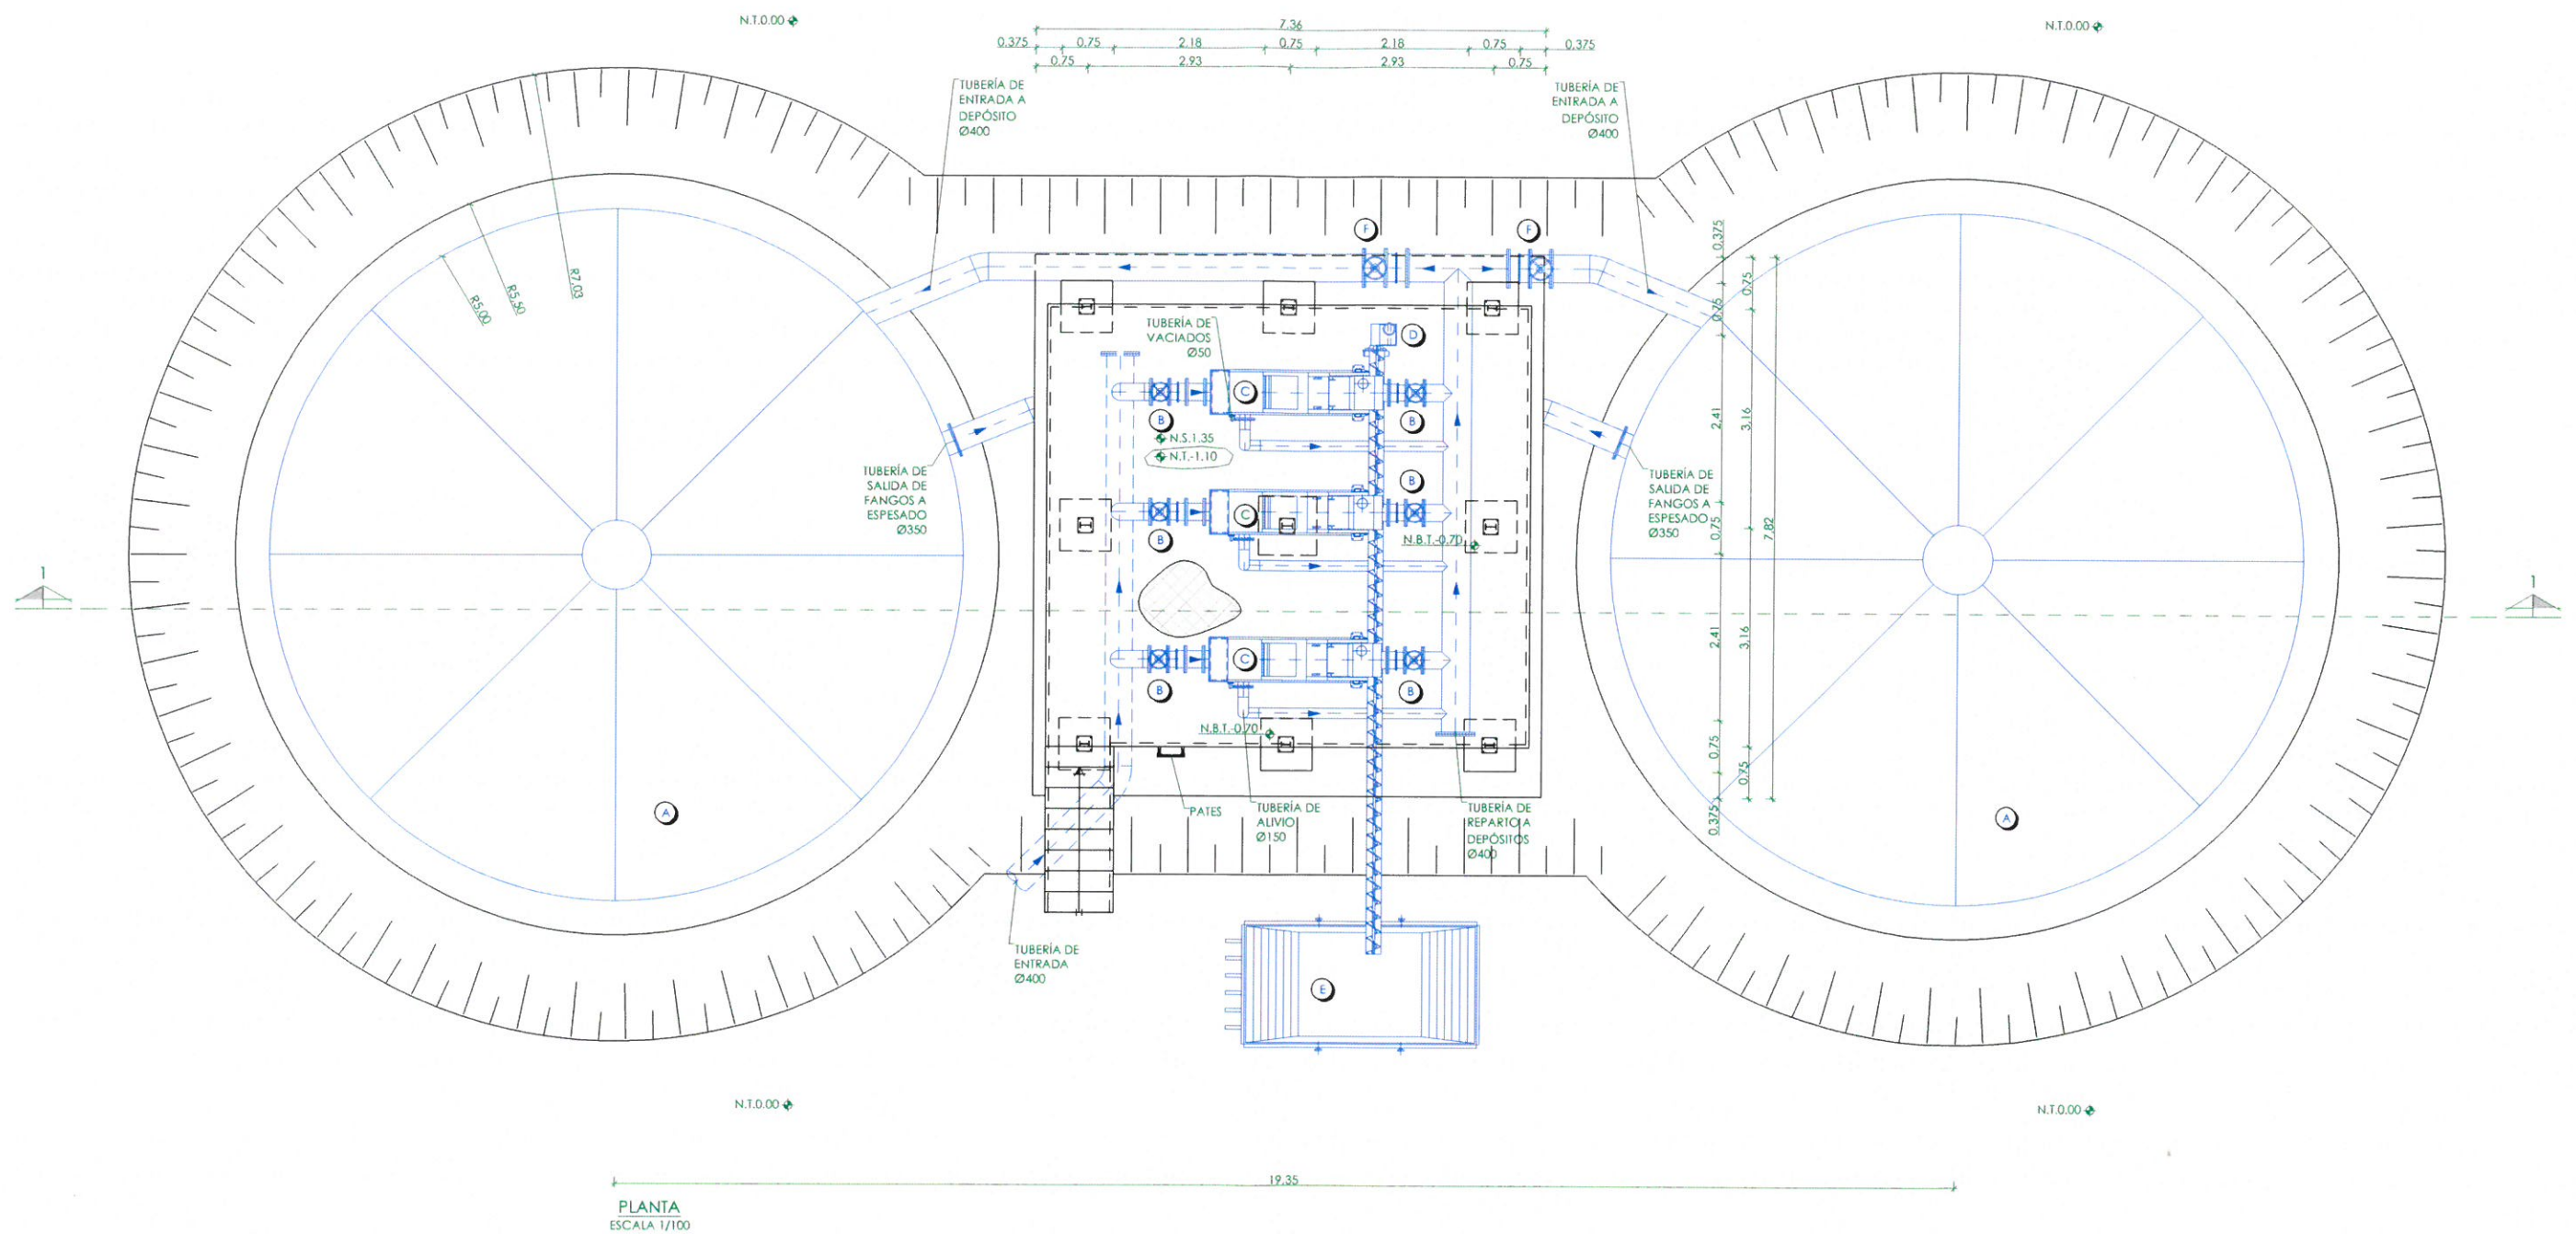 N.T.0.00
N.T.0.00
7.36
0.375
0.75
2.18
0.75
2.18
0.75
0.375
0.75
2.93
2.93
0.75
TUBERÍA DE
ENTRADA A
DEPÓSITO
Ø400
TUBERÍA DE
ENTRADA A
DEPÓSITO
Ø400
R7.03
R5.50
R5.00
F
F
0.375
0.75
0.75
2.41
3.16
0.75
7.82
2.41
3.16
0.75
0.75
0.375
TUBERÍA DE
VACIADOS
Ø50
D
C
B
B
N.S.1.35
N.T.-1.10
TUBERÍA DE
SALIDA DE
FANGOS A
ESPESADO
Ø350
TUBERÍA DE
SALIDA DE
FANGOS A
ESPESADO
Ø350
B
C
B
N.B.T.-0.70
1
1
C
B
B
N.B.T.-0.70
A
A
PATES
TUBERÍA DE
ALIVIO
Ø150
TUBERÍA DE
REPARTO A
DEPÓSITOS
Ø400
TUBERÍA DE
ENTRADA
Ø400
E
N.T.0.00
N.T.0.00
19.35
PLANTA
ESCALA 1/100